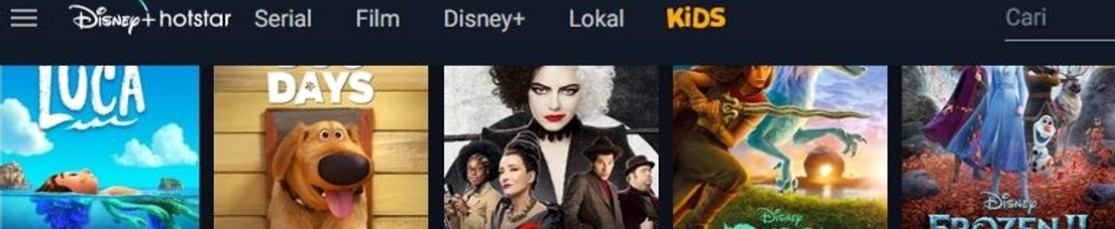 Disney+ hotstar Serial Film Disney+ Lokal KiDS Cari
LUCA
DAYS
Disney
Disney
FROZEN II